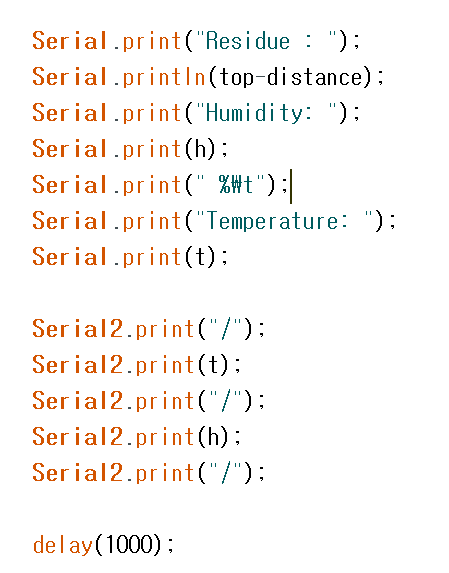 Serial.print("Residue : ");
Serial.println(top-distance);
Serial.print("Humidity: ");
Serial.print(h);
Serial.print(" %₩t");
Serial.print("Temperature: ");
Serial.print(t);
Serial2.print("/");
Serial2.print(t);
Serial2.print("/");
Serial2.print(h);
Serial2.print("/");
delay(1000);